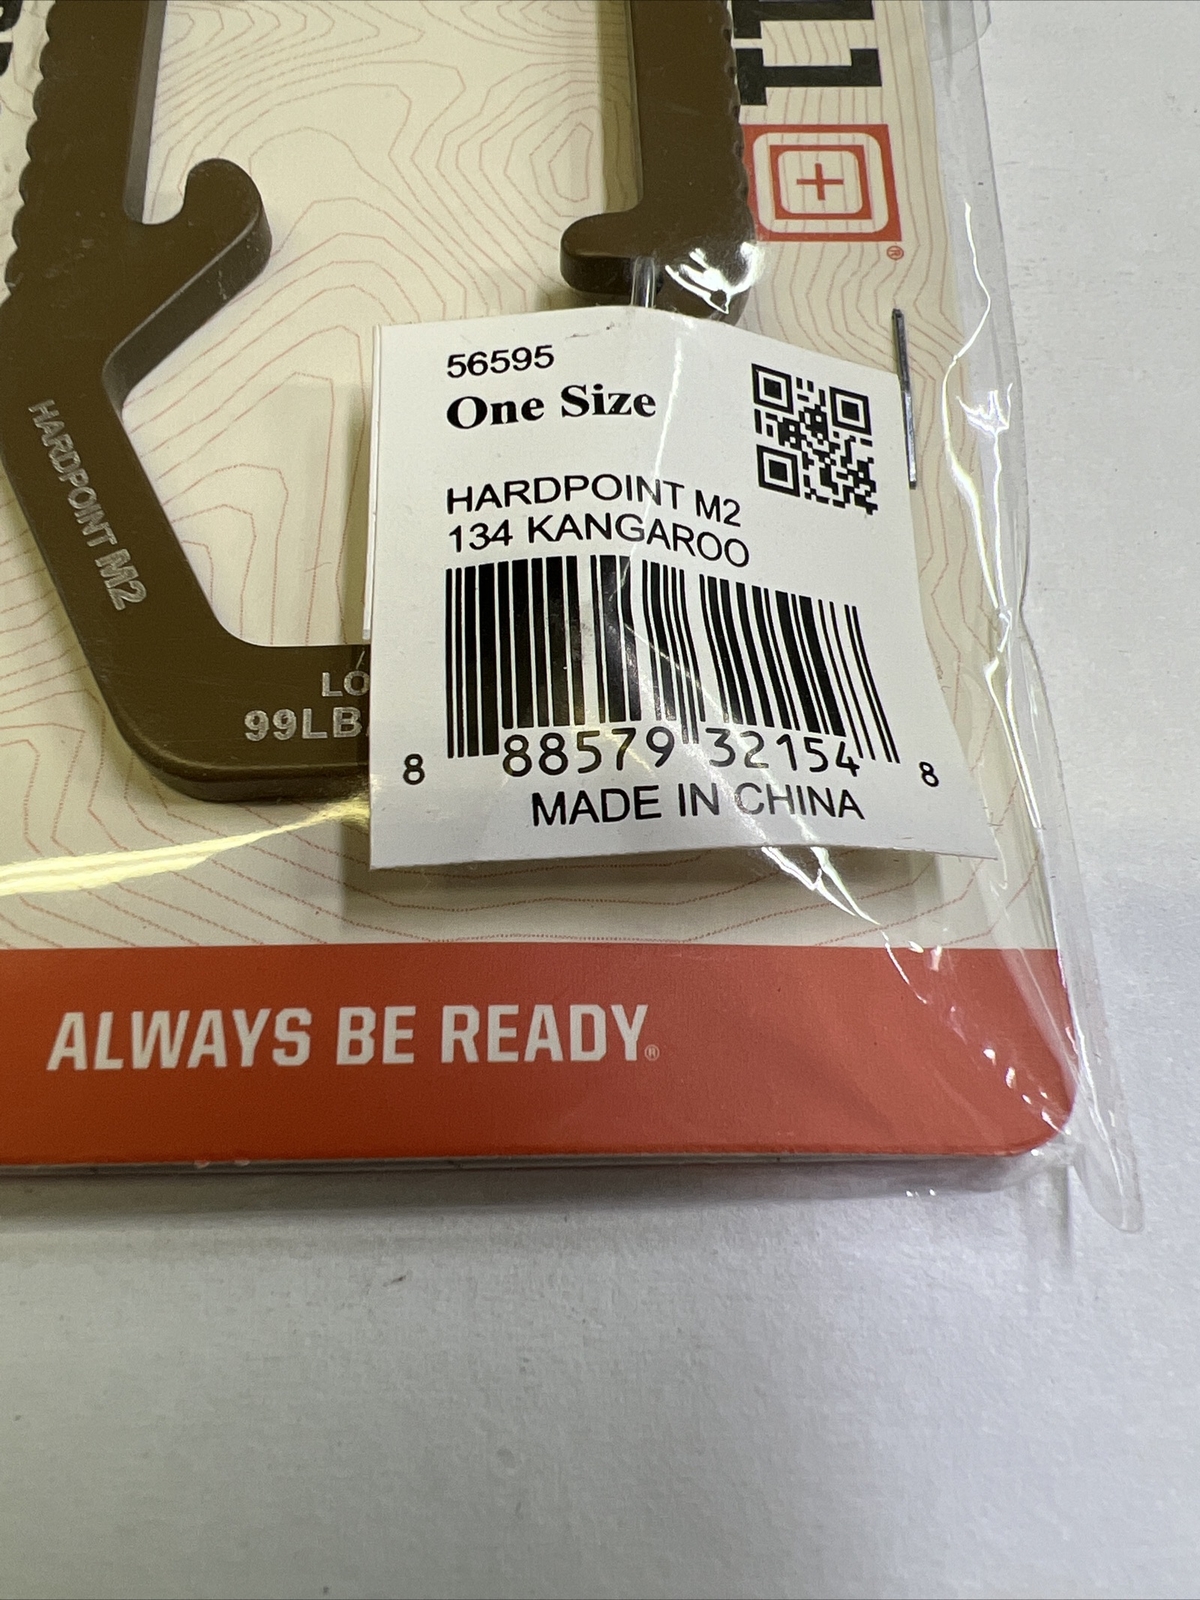 56595
One Size
HARDPOINT M2
134 KANGAROO
8 88579 32154 8
MADE IN CHINA
HARDPOINT M2
99LB
ALWAYS BE READY®